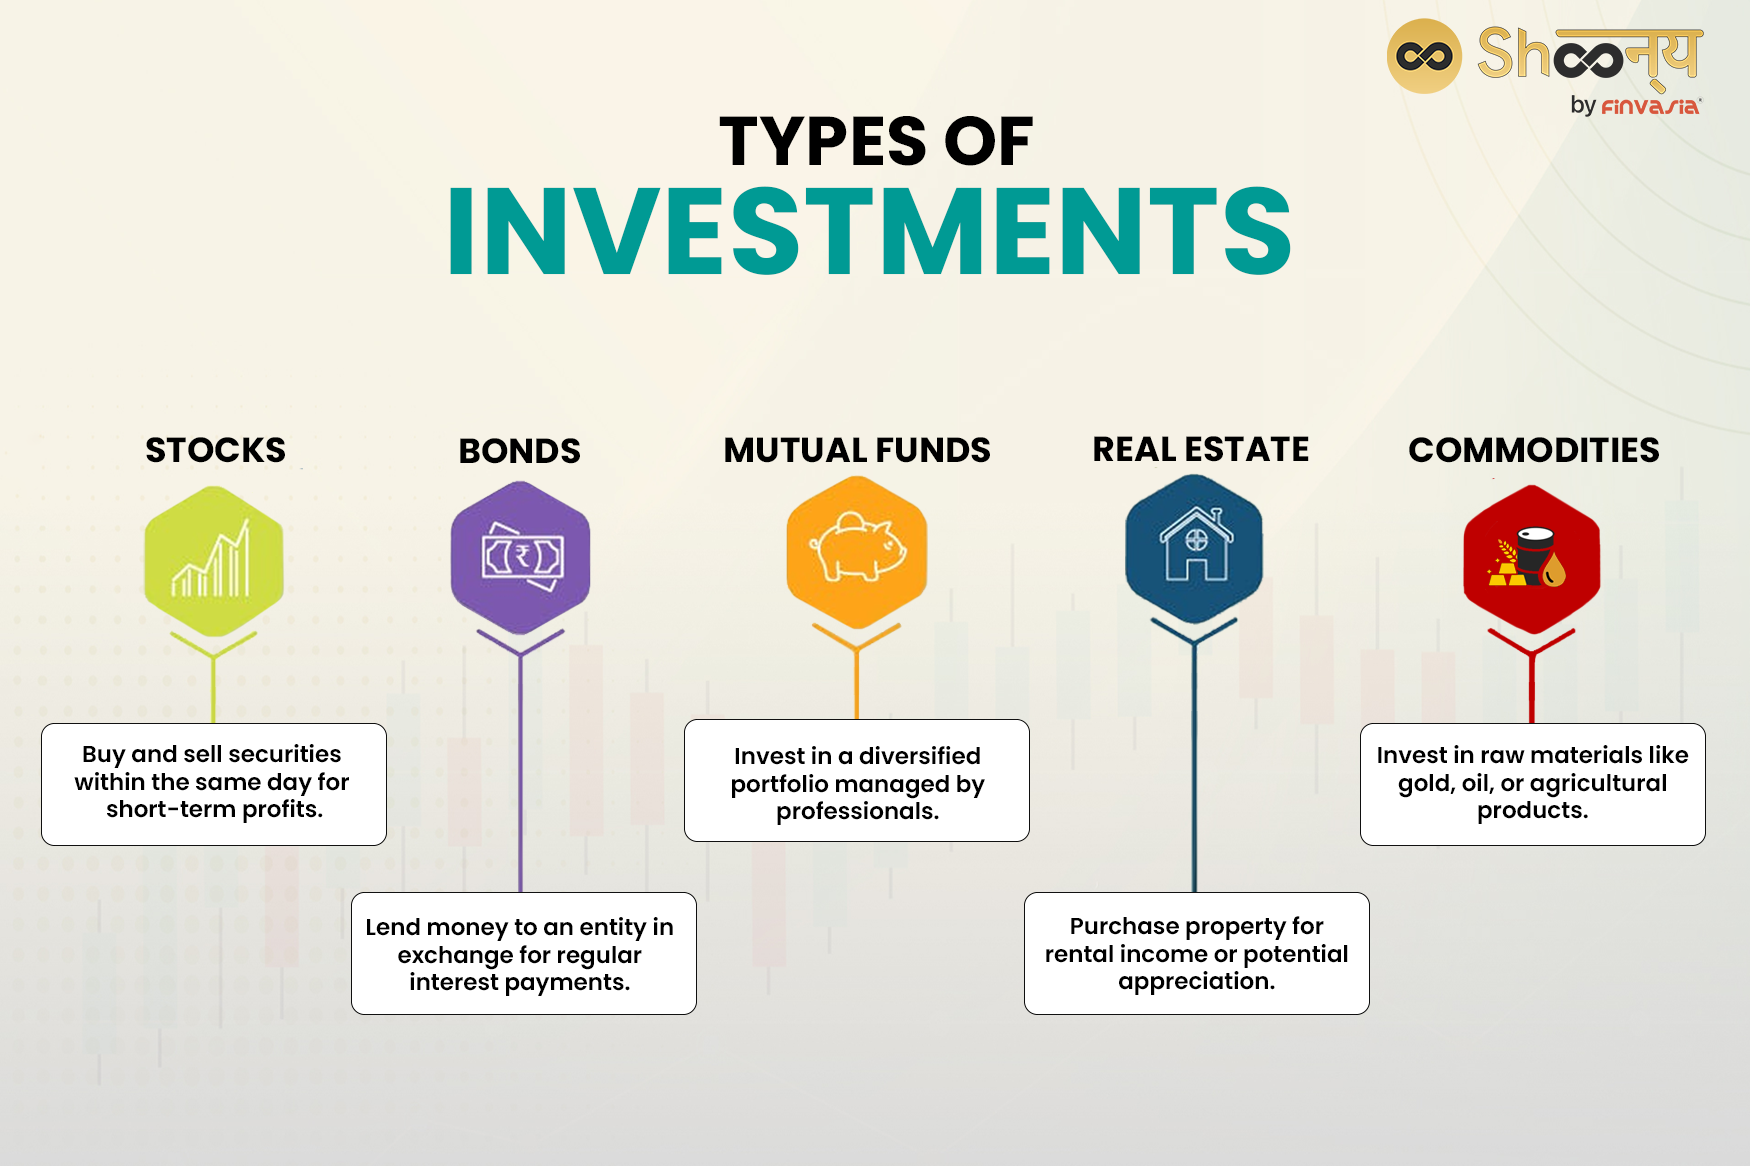 Shooन्य
by FINVASIA
TYPES OF
INVESTMENTS
STOCKS
Buy and sell securities
within the same day for
short-term profits.
BONDS
₹
Lend money to an entity in
exchange for regular
interest payments.
MUTUAL FUNDS
Invest in a diversified
portfolio managed by
professionals.
REAL ESTATE
Purchase property for
rental income or potential
appreciation.
COMMODITIES
Invest in raw materials like
gold, oil, or agricultural
products.